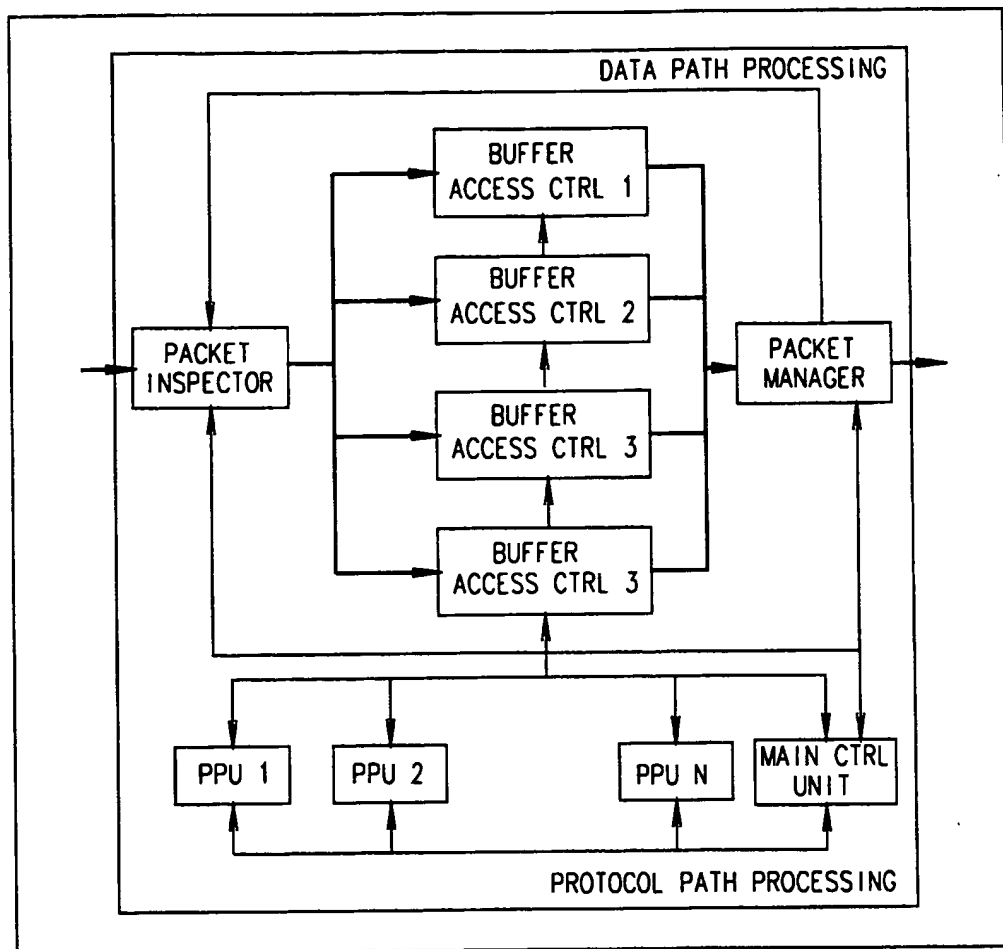 DATA PATH PROCESSING
BUFFER
ACCESS CTRL 1
BUFFER
ACCESS CTRL 2
PACKET
INSPECTOR
PACKET
MANAGER
BUFFER
ACCESS CTRL 3
BUFFER
ACCESS CTRL 3
PPU 1
PPU 2
PPU N
MAIN CTRL
UNIT
PROTOCOL PATH PROCESSING